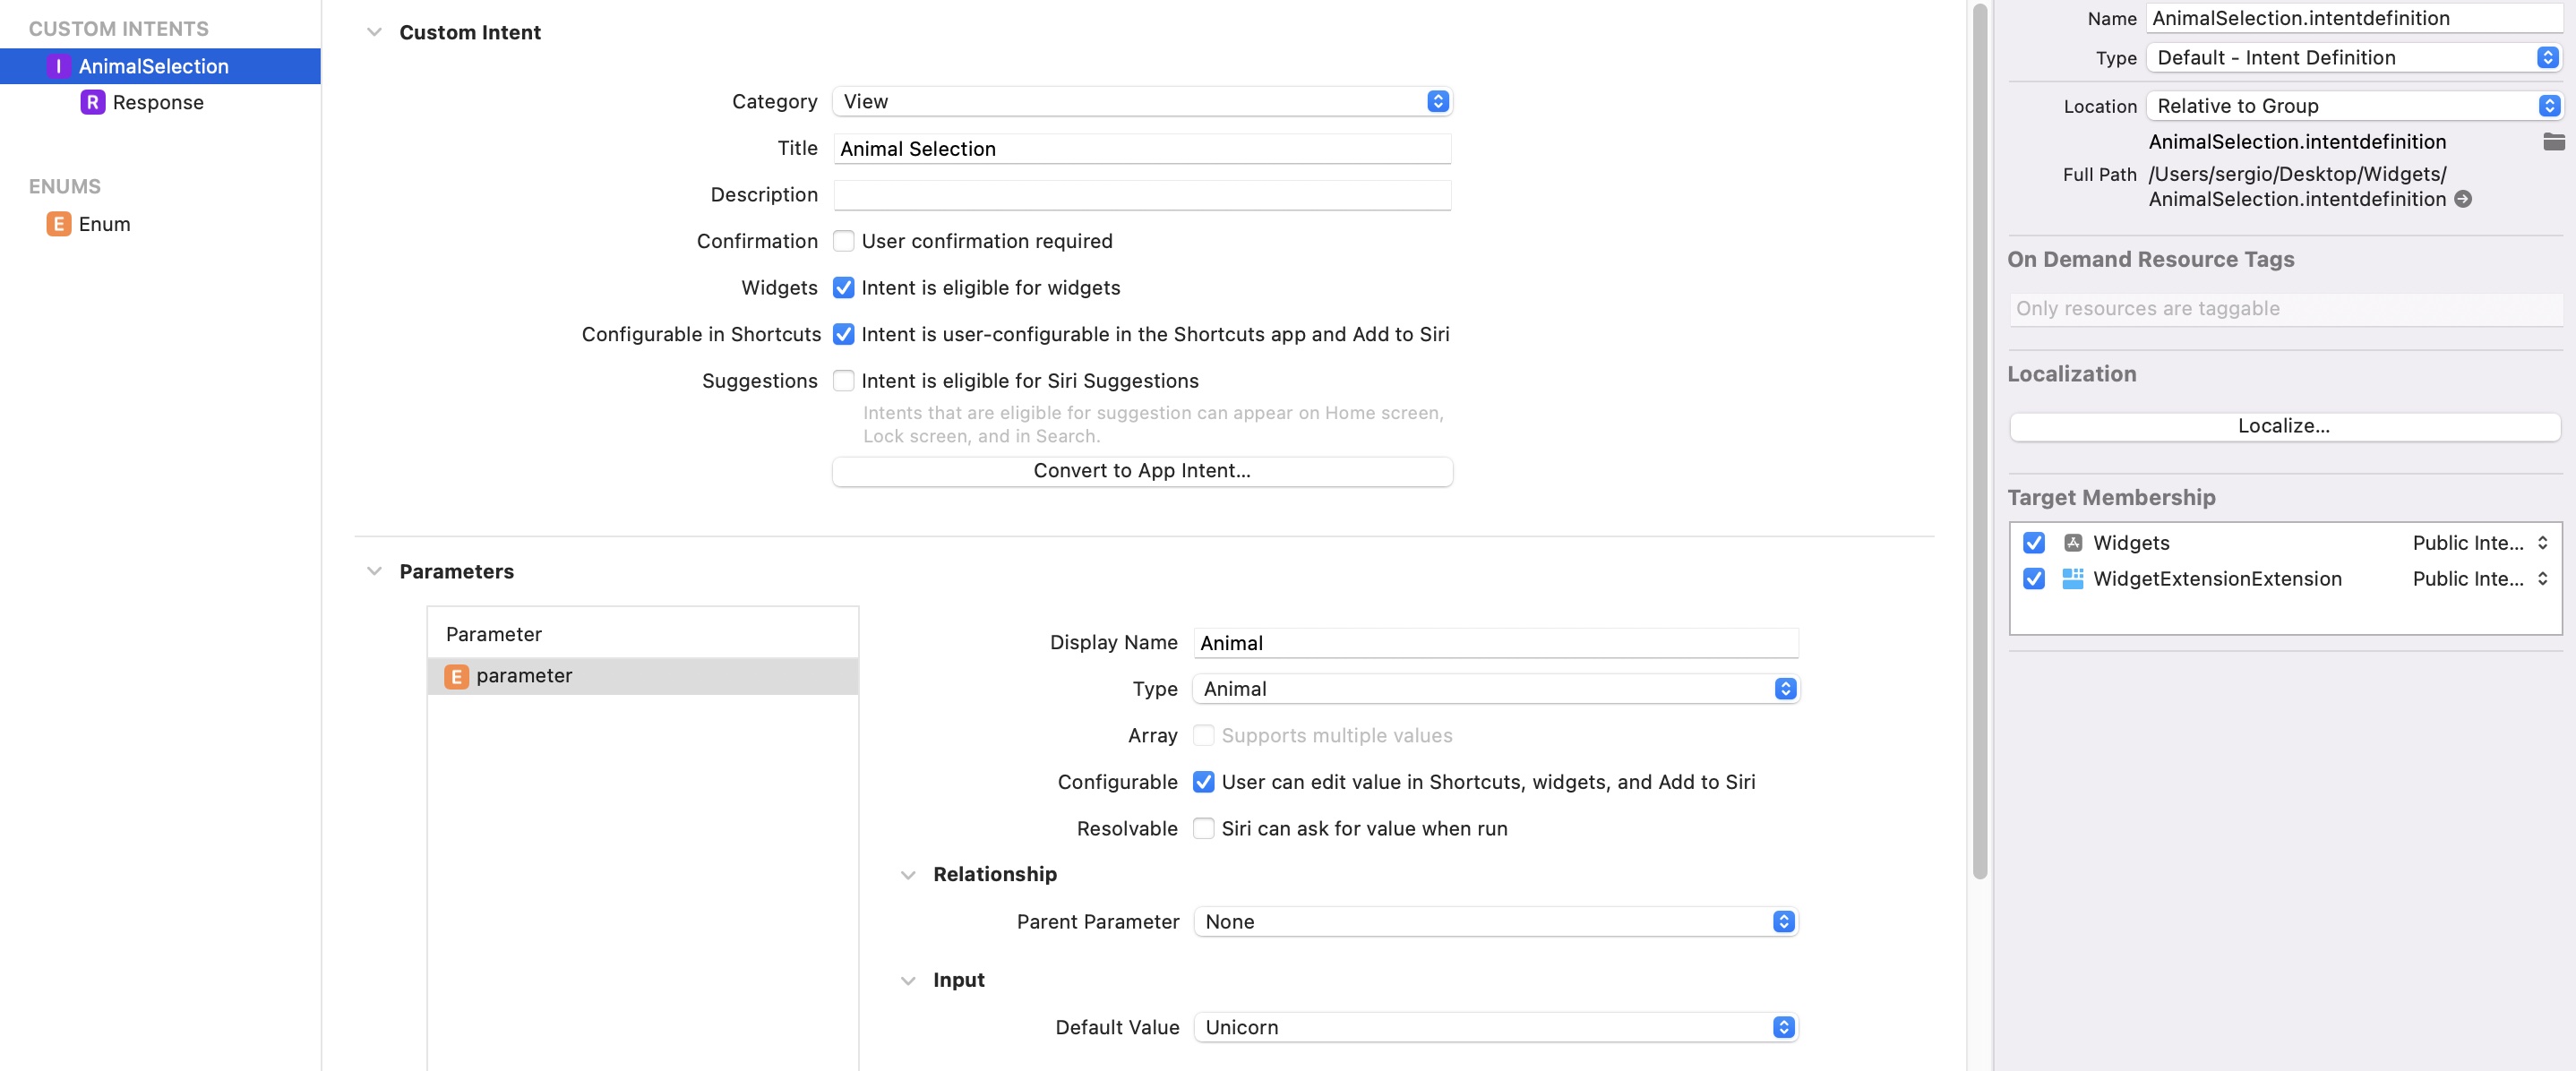 CUSTOM INTENTS
I AnimalSelection
R Response
ENUMS
E Enum
Custom Intent
Category View
Title Animal Selection
Description
Confirmation User confirmation required
Widgets Intent is eligible for widgets
Configurable in Shortcuts Intent is user-configurable in the Shortcuts app and Add to Siri
Suggestions Intent is eligible for Siri Suggestions
Intents that are eligible for suggestion can appear on Home screen,
Lock screen, and in Search.
Convert to App Intent...
Parameters
Parameter
E parameter
Display Name Animal
Type Animal
Array Supports multiple values
Configurable User can edit value in Shortcuts, widgets, and Add to Siri
Resolvable Siri can ask for value when run
Relationship
Parent Parameter None
Input
Default Value Unicorn
Name AnimalSelection.intentdefinition
Type Default - Intent Definition
Location Relative to Group
AnimalSelection.intentdefinition
Full Path /Users/sergio/Desktop/Widgets/
AnimalSelection.intentdefinition
On Demand Resource Tags
Only resources are taggable
Localization
Localize...
Target Membership
Widgets Public Inte...
WidgetExtensionExtension Public Inte...